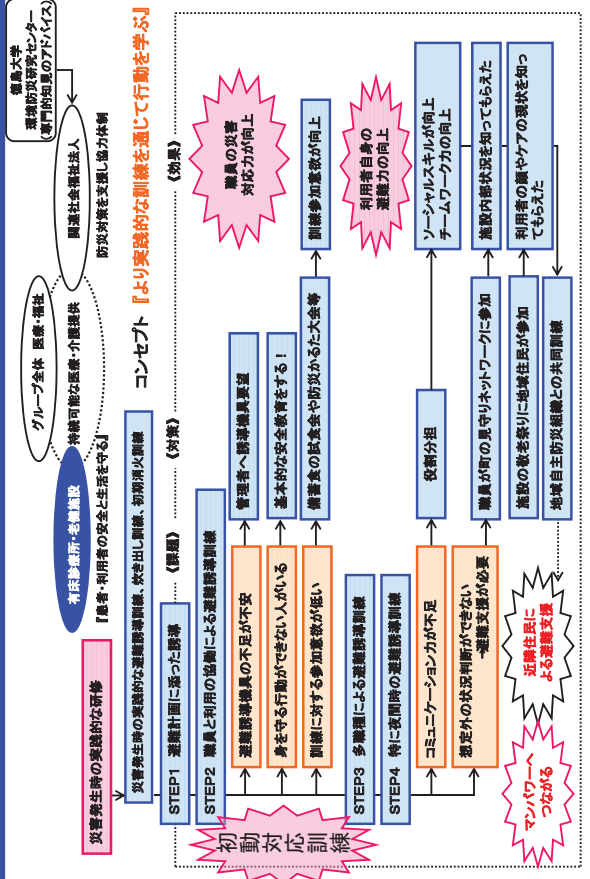 徳島大学
環境防災研究センター
(専門的知見のアドバイス)
グループ全体 医療・福祉
関連社会福祉法人
有床診療所・老健施設
持続可能な医療・介護提供
防災対策を支援し協力体制
『患者・利用者の安全と生活を守る』
コンセプト『より実践的な訓練を通じて行動を学ぶ』
災害発生時の実践的な研修
災害発生時の実践的な避難誘導訓練、炊き出し訓練、初期消火訓練
《課題》
《対策》
《効果》
初動対応訓練
STEP1 避難計画に添った誘導
STEP2 職員と利用の協働による避難誘導訓練
避難誘導機具の不足が不安
管理者へ誘導機具要望
職員の災害
対応力が向上
身を守る行動ができない人がいる
基本的な安全教育をする！
訓練に対する参加意欲が低い
備蓄食の試食会や防災かるた大会等
訓練参加意欲が向上
STEP3 多職種による避難誘導訓練
利用者自身の
避難力の向上
STEP4 特に夜間時の避難誘導訓練
コミュニケーション力が不足
役割分担
ソーシャルスキルが向上
チームワーク力の向上
想定外の状況判断ができない
→避難支援が必要
職員が町の見守りネットワークに参加
施設内部状況を知ってもらえた
施設の敬老祭りに地域住民が参加
利用者の顔やケアの現状を知っ
てもらえた
地域自主防災組織との共同訓練
マンパワーへ
つながる
近隣住民に
よる避難支援